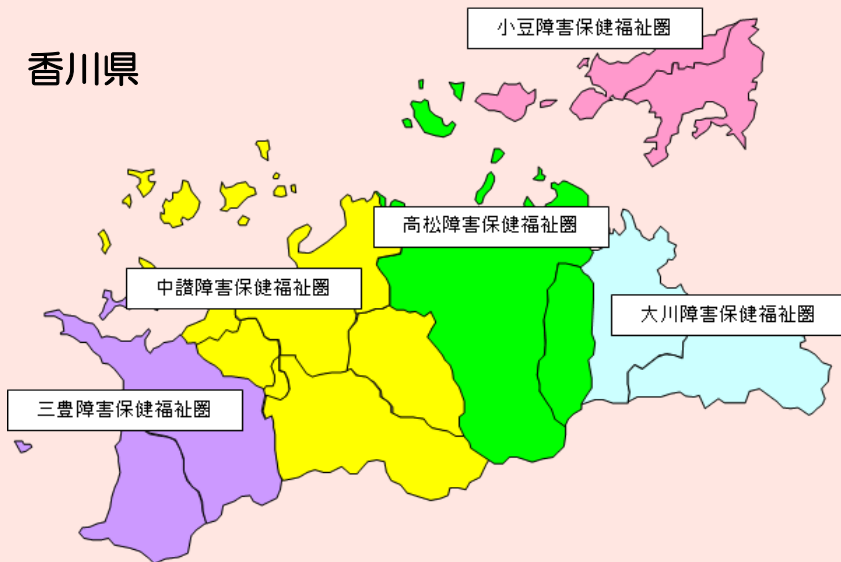 小豆障害保健福祉圏
香川県
高松障害保健福祉圏
中讃障害保健福祉圏
大川障害保健福祉圏
三豊障害保健福祉圏